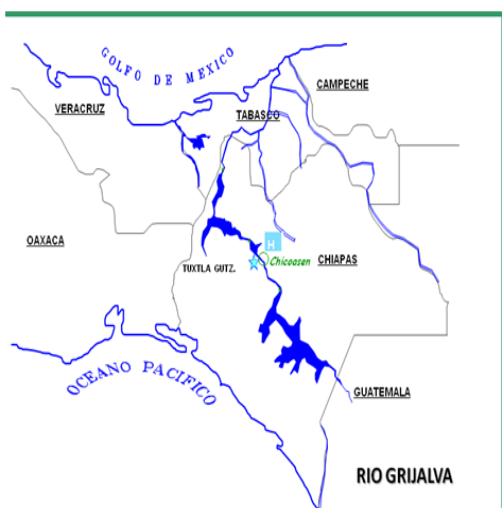 GOLFO DE MEXICO
CAMPECHE
VERACRUZ
TABASCO
OAXACA
H
Chicoasen
CHIAPAS
TUXTLA GUTZ.
OCEANO PACIFICO
GUATEMALA
RIO GRIJALVA